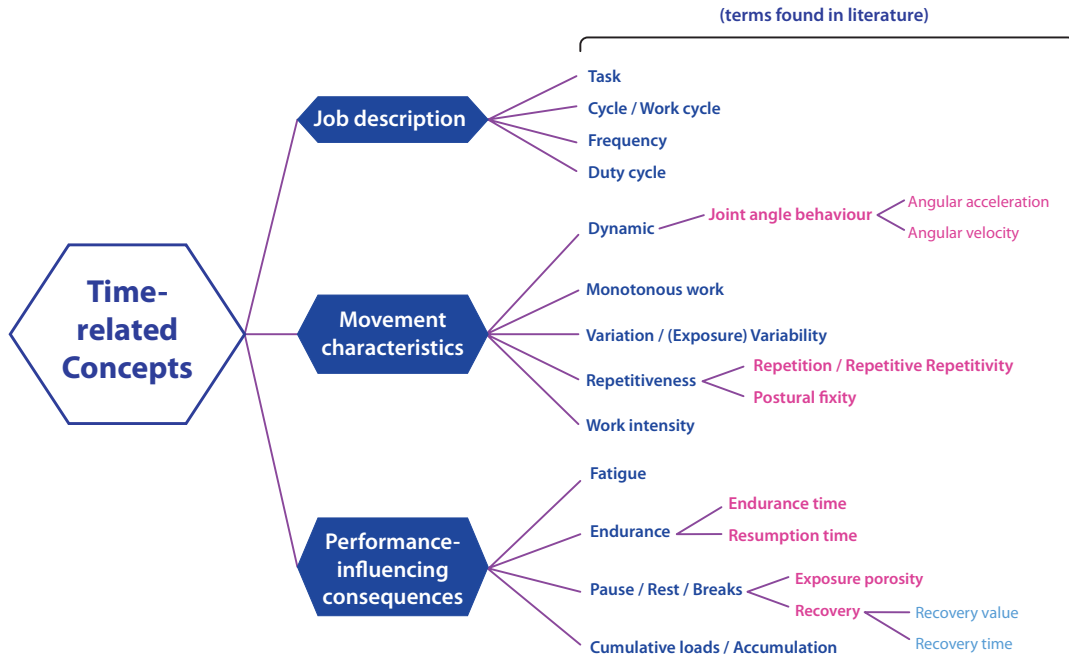 (terms found in literature)
Time-
related
Concepts
Job description
Task
Cycle / Work cycle
Frequency
Duty cycle
Movement
characteristics
Dynamic
Joint angle behaviour
Angular acceleration
Angular velocity
Monotonous work
Variation / (Exposure) Variability
Repetitiveness
Repetition / Repetitive Repetitivity
Postural fixity
Work intensity
Performance-
influencing
consequences
Fatigue
Endurance
Endurance time
Resumption time
Pause / Rest / Breaks
Exposure porosity
Recovery
Recovery value
Recovery time
Cumulative loads / Accumulation